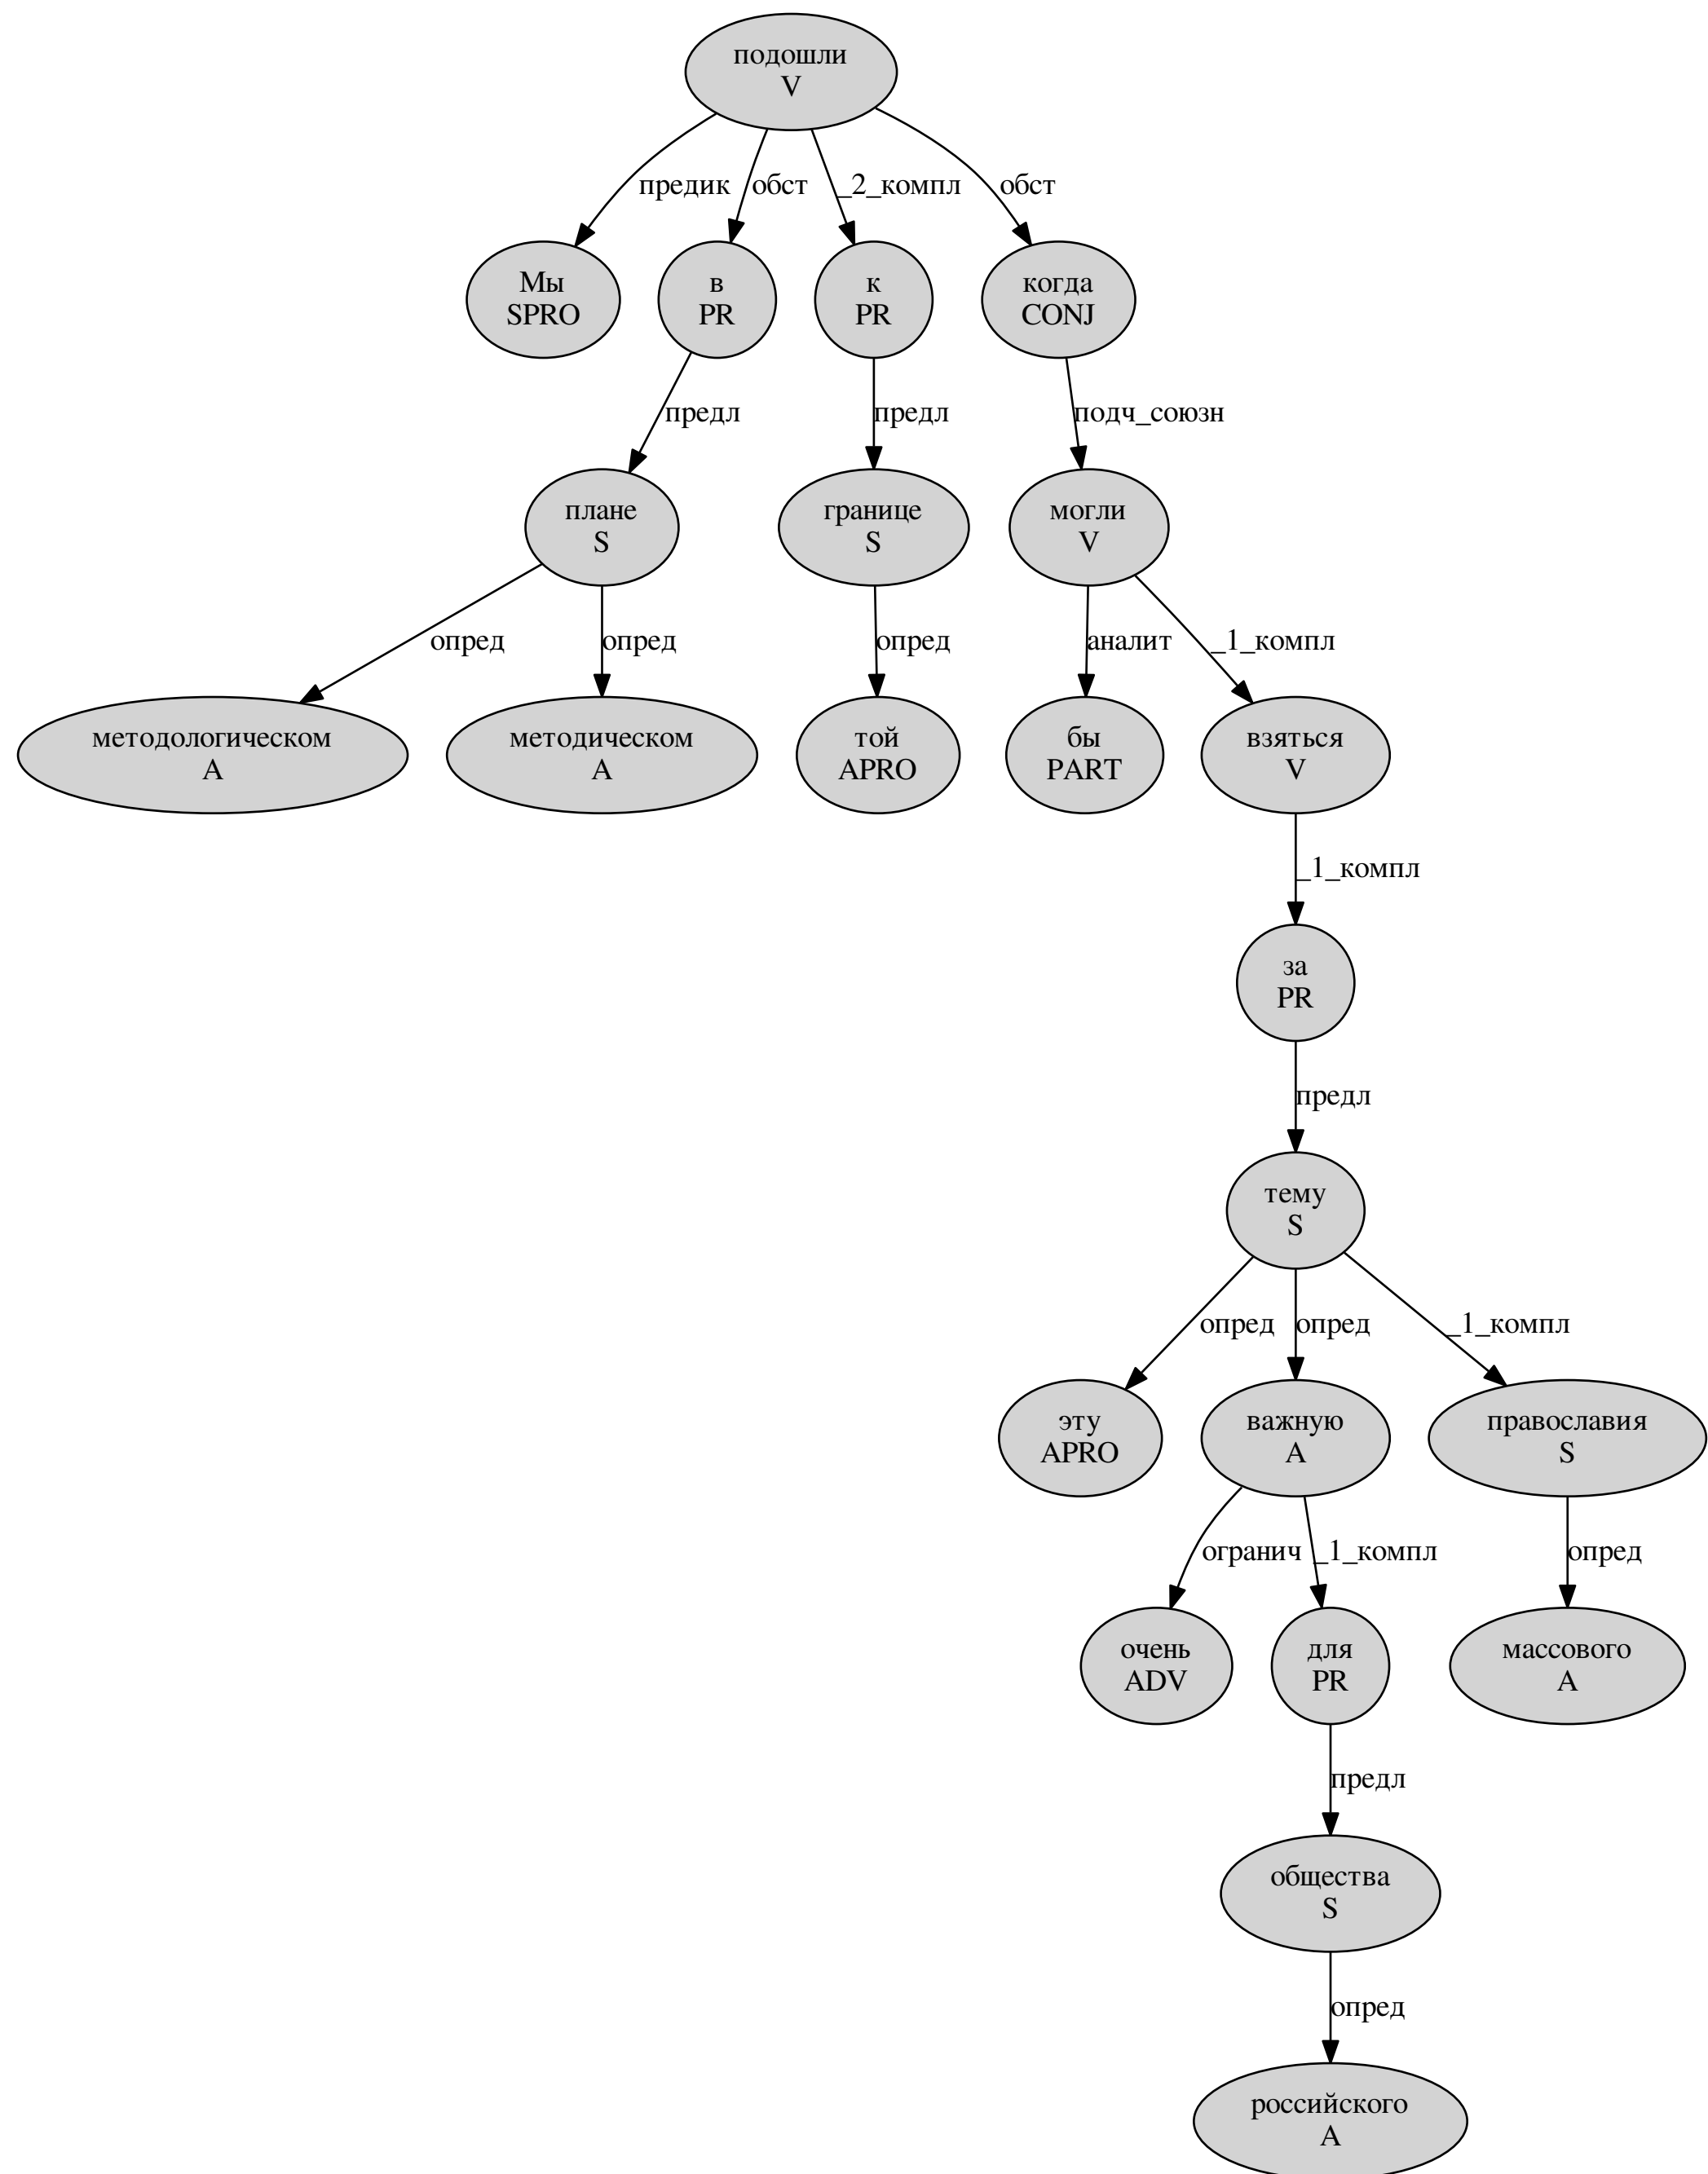 подошли
V
предик
обст
_2_компл
обст
Мы
SPRO
в
PR
к
PR
когда
CONJ
предл
предл
подч_союзн
плане
S
границе
S
могли
V
опред
опред
опред
аналит
_1_компл
методологическом
A
методическом
A
той
APRO
бы
PART
взяться
V
_1_компл
за
PR
предл
тему
S
опред
опред
_1_компл
эту
APRO
важную
A
православия
S
огранич
_1_компл
опред
очень
ADV
для
PR
массового
A
предл
общества
S
опред
российского
A